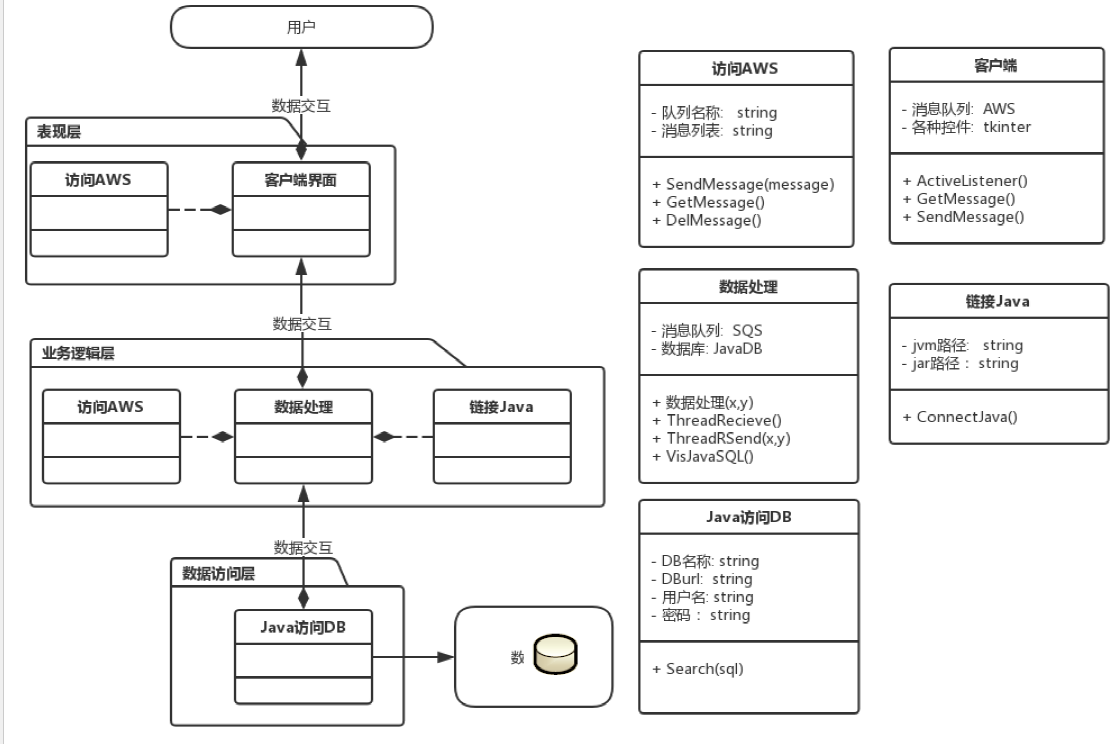 用户
数据交互
表现层
访问AWS
客户端界面
数据交互
业务逻辑层
访问AWS
数据处理
链接Java
数据交互
数据访问层
Java访问DB
数
访问AWS
- 队列名称: string
- 消息列表: string
+ SendMessage(message)
+ GetMessage()
+ DelMessage()
客户端
- 消息队列: AWS
- 各种控件: tkinter
+ ActiveListener()
+ GetMessage()
+ SendMessage()
数据处理
- 消息队列: SQS
- 数据库: JavaDB
+ 数据处理(x,y)
+ ThreadRecieve()
+ ThreadRSend(x,y)
+ VisJavaSQL()
链接Java
- jvm路径: string
- jar路径： string
+ ConnectJava()
Java访问DB
- DB名称: string
- DBurl: string
- 用户名: string
- 密码： string
+ Search(sql)